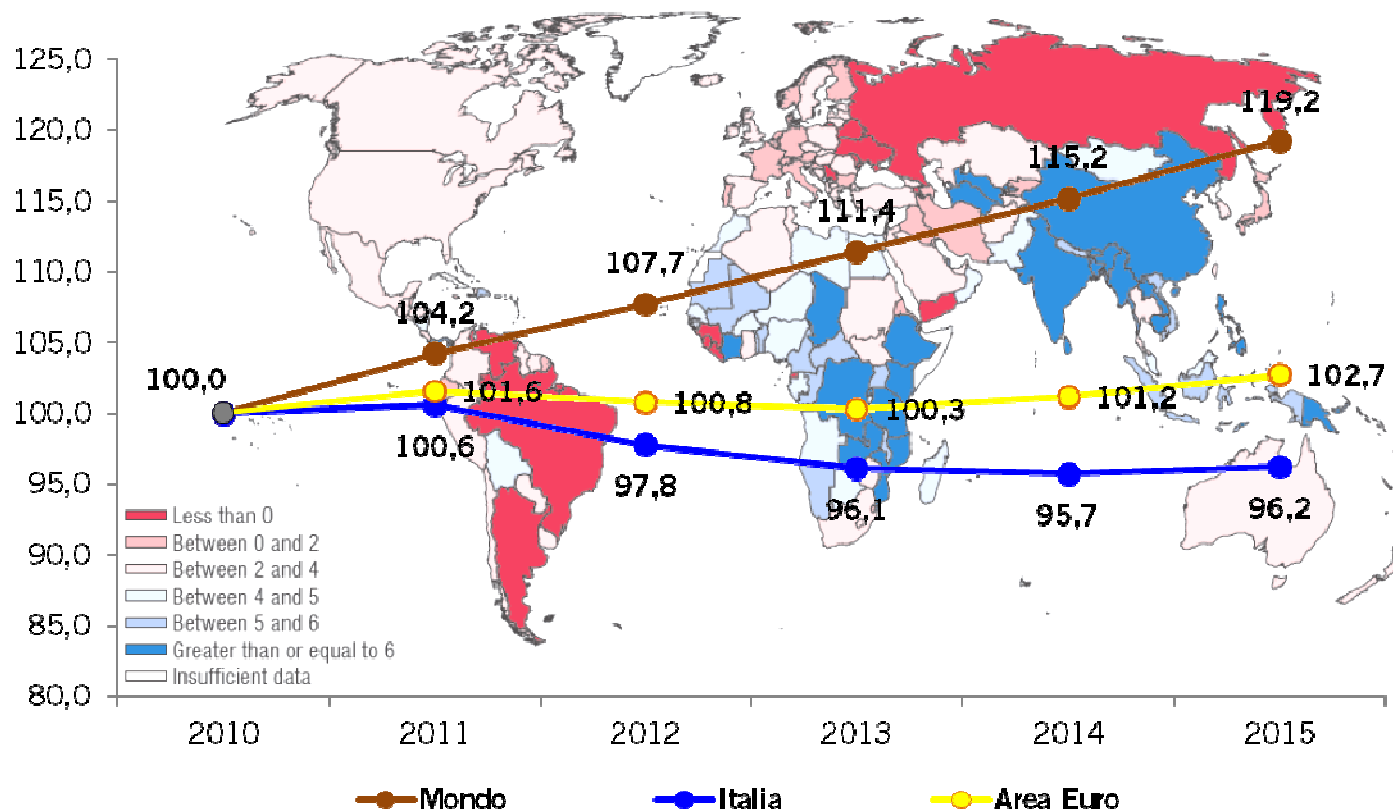 125,0
120,0
115,0
110,0
105,0
100,0
95,0
90,0
85,0
80,0
119,2
115,2
111,4
107,7
104,2
100,0
101,6
100,8
100,3
101,2
102,7
100,6
97,8
96,1
95,7
96,2
Less than 0
Between 0 and 2
Between 2 and 4
Between 4 and 5
Between 5 and 6
Greater than or equal to 6
Insufficient data
2010 2011 2012 2013 2014 2015
Mondo Italia Area Euro